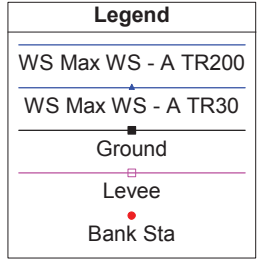 Legend
WS Max WS - A TR200
WS Max WS - A TR30
Ground
Levee
Bank Sta